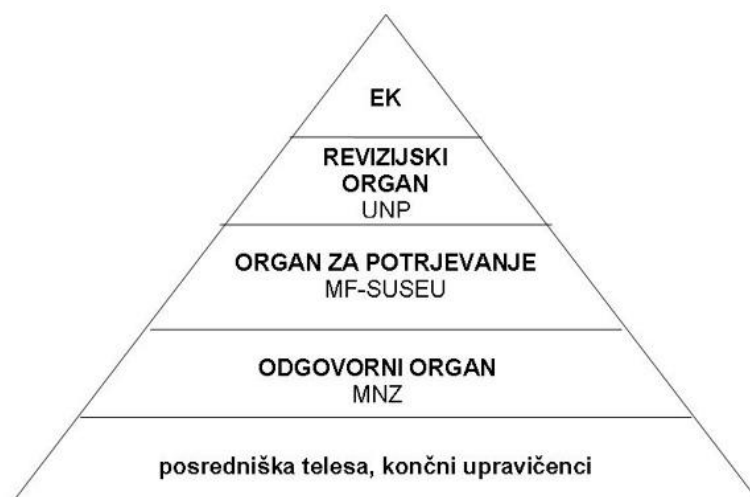 EK
REVIZIJSKI
ORGAN
UNP
ORGAN ZA POTRJEVANJE
MF-SUSEU
ODGOVORNI ORGAN
MNZ
posredniška telesa, končni upravičenci